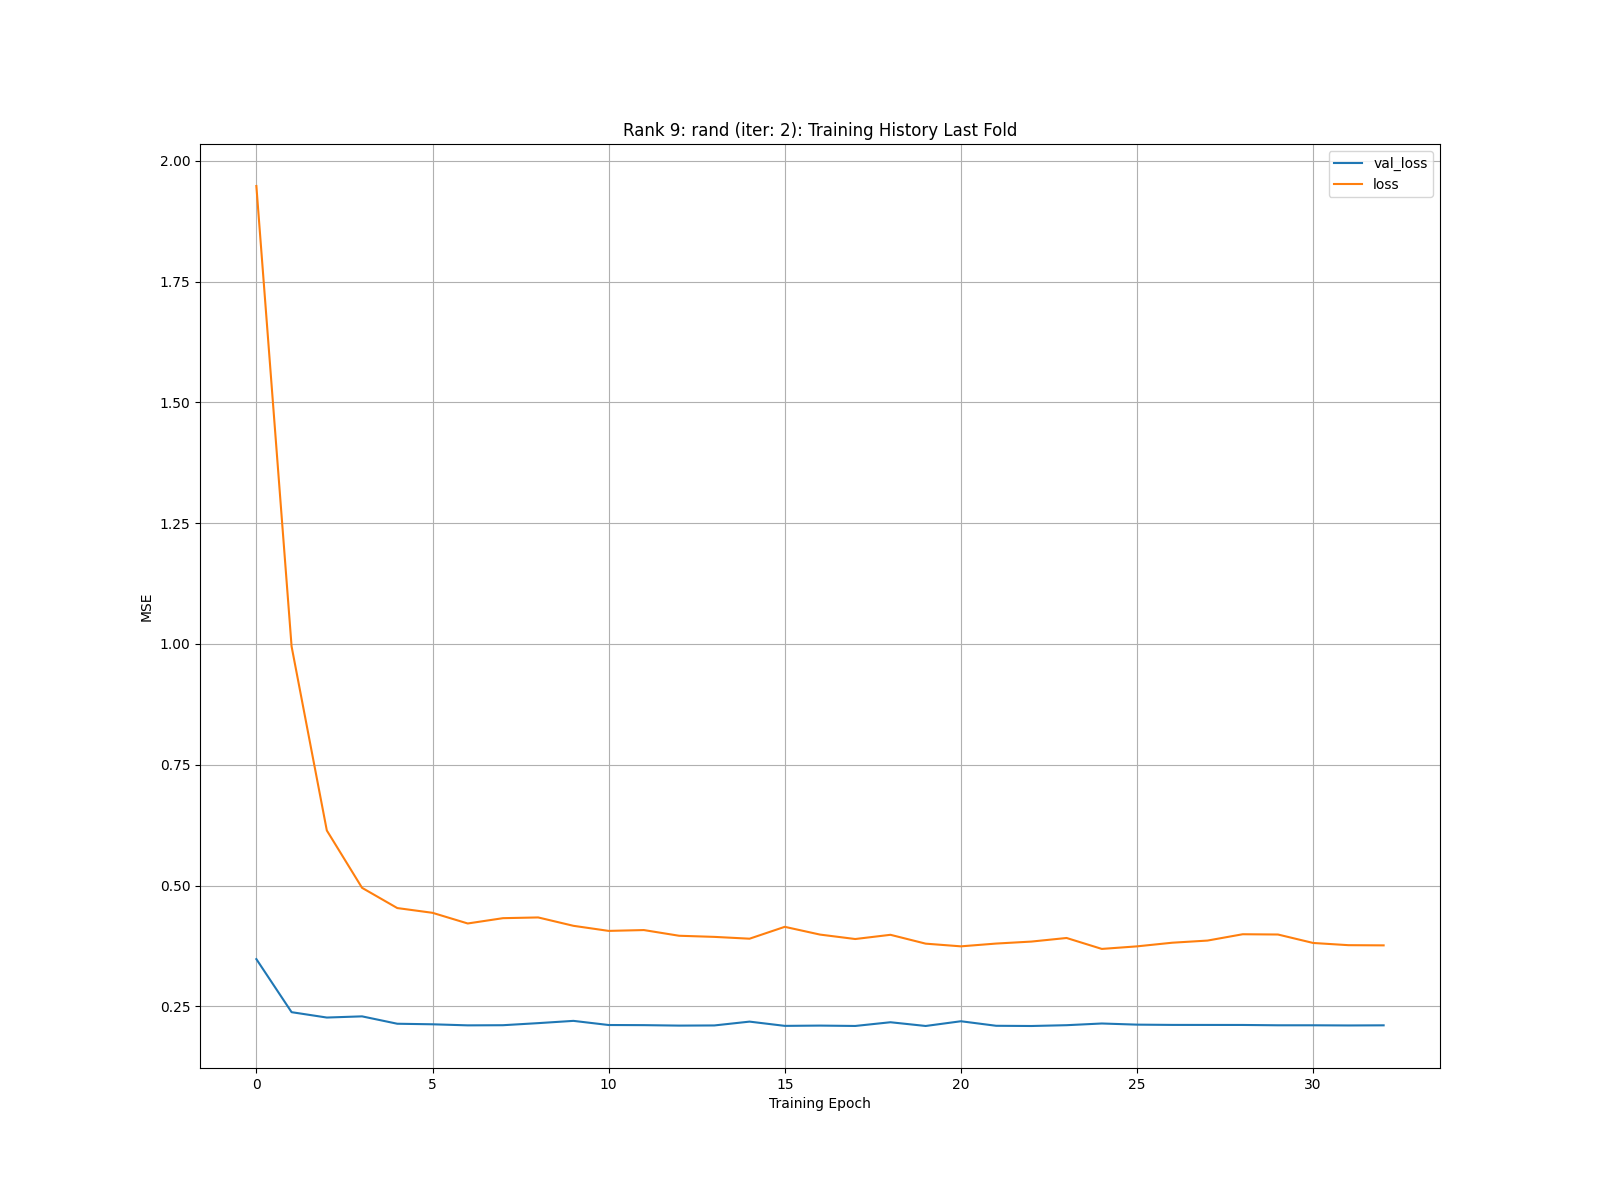 Rank 9: rand (iter: 2): Training History Last Fold
val_loss
loss
2.00
1.75
1.50
1.25
1.00
0.75
0.50
0.25
MSE
0 5 10 15 20 25 30
Training Epoch